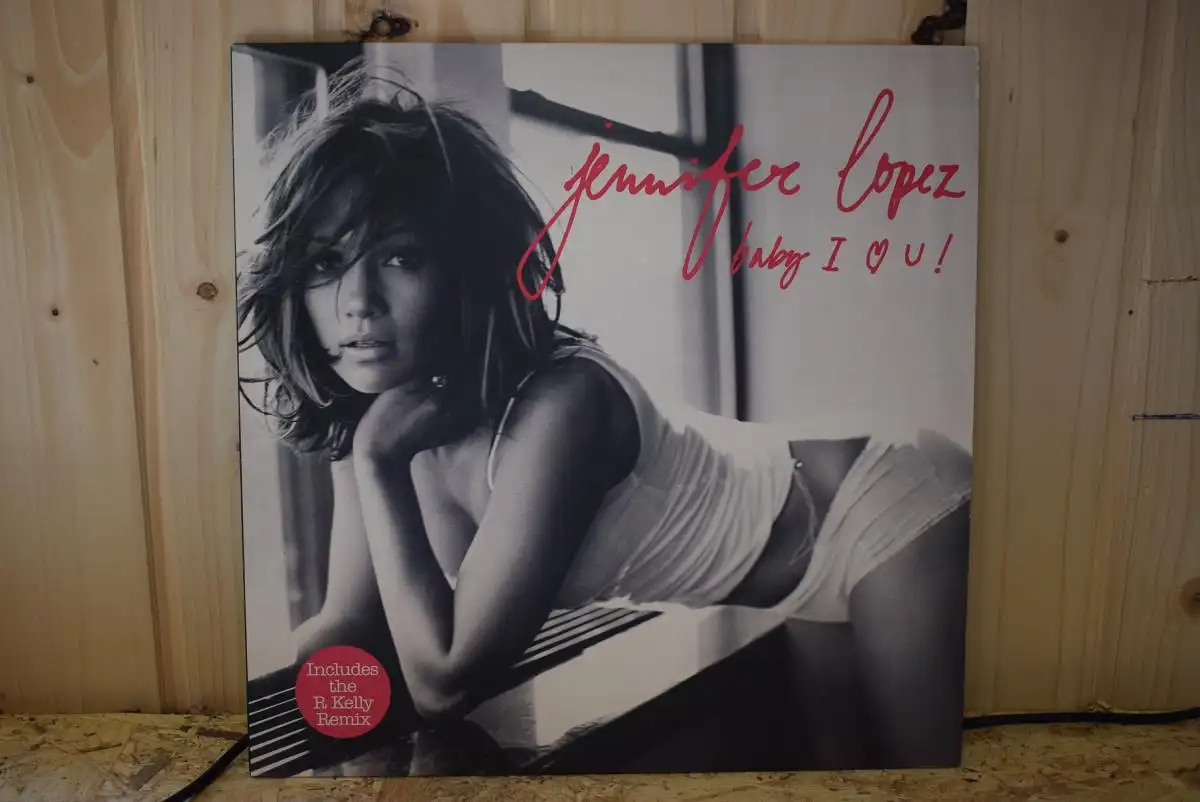 jennifer lopez
baby I ♡ U!
Includes
the
R Kelly
Remix